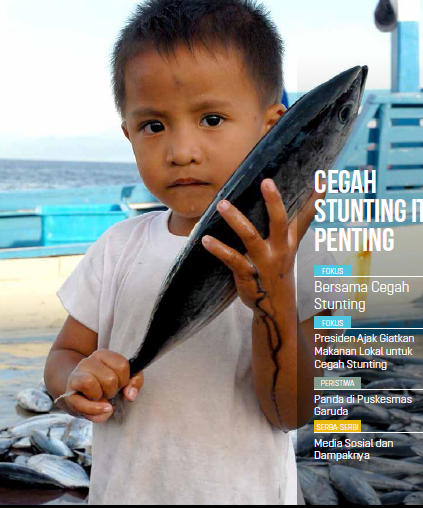 CEGAH
STUNTING IT
PENTING
FOKUS
Bersama Cegah
Stunting
FOKUS
Presiden Ajak Giatkan
Makanan Lokal untuk
Cegah Stunting
PERISTIWA
Panda di Puskesmas
Garuda
SERBA-SERBI
Media Sosial dan
Dampaknya